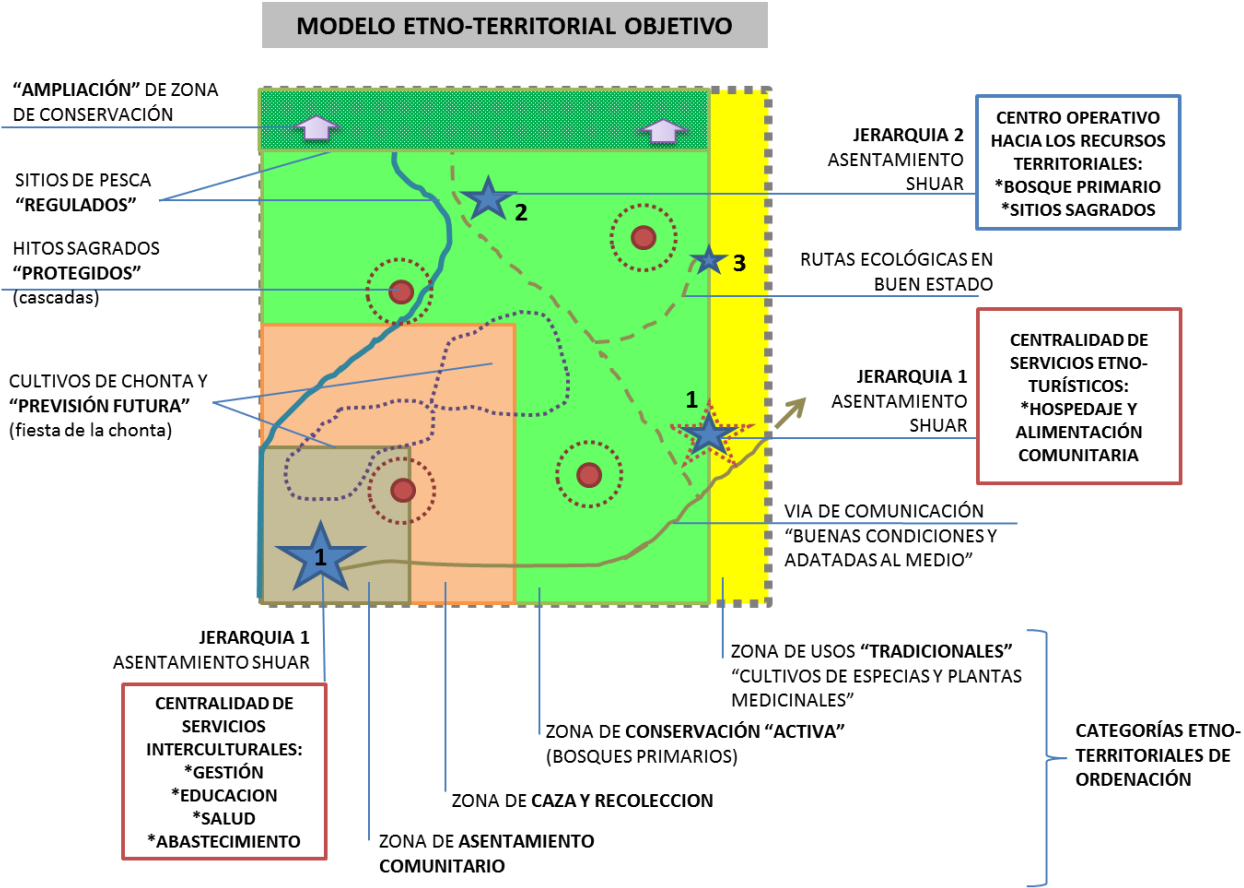 MODELO ETNO-TERRITORIAL OBJETIVO
“AMPLIACIÓN” DE ZONA
DE CONSERVACIÓN
SITIOS DE PESCA
“REGULADOS”
HITOS SAGRADOS
“PROTEGIDOS”
(cascadas)
CULTIVOS DE CHONTA Y
“PREVISIÓN FUTURA”
(fiesta de la chonta)
2
3
1
1
JERARQUIA 2
ASENTAMIENTO
SHUAR
CENTRO OPERATIVO
HACIA LOS RECURSOS
TERRITORIALES:
*BOSQUE PRIMARIO
*SITIOS SAGRADOS
RUTAS ECOLÓGICAS EN
BUEN ESTADO
JERARQUIA 1
ASENTAMIENTO
SHUAR
CENTRALIDAD DE
SERVICIOS ETNO-
TURÍSTICOS:
*HOSPEDAJE Y
ALIMENTACIÓN
COMUNITARIA
VIA DE COMUNICACIÓN
“BUENAS CONDICIONES Y
ADATADAS AL MEDIO”
JERARQUIA 1
ASENTAMIENTO SHUAR
CENTRALIDAD DE
SERVICIOS
INTERCULTURALES:
*GESTIÓN
*EDUCACION
*SALUD
*ABASTECIMIENTO
ZONA DE USOS “TRADICIONALES”
“CULTIVOS DE ESPECIAS Y PLANTAS
MEDICINALES”
ZONA DE CONSERVACIÓN “ACTIVA”
(BOSQUES PRIMARIOS)
ZONA DE CAZA Y RECOLECCION
ZONA DE ASENTAMIENTO
COMUNITARIO
CATEGORÍAS ETNO-
TERRITORIALES DE
ORDENACIÓN